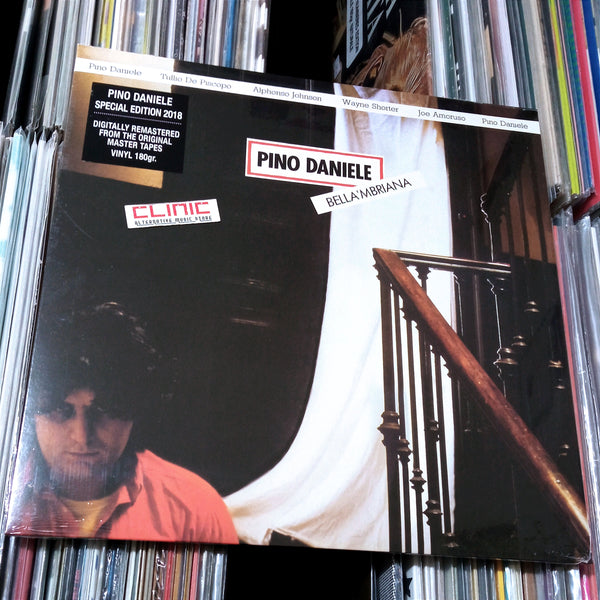 Pino Daniele Tullio De Piscopo Alphonso Johnson Wayne Shorter Joe Amoruso Pino Daniele
PINO DANIELE
SPECIAL EDITION 2018
DIGITALLY REMASTERED
FROM THE ORIGINAL
MASTER TAPES
VINYL 180gr.
PINO DANIELE
BELLA'MBRIANA
CLINIC
ALTERNATIVE MUSIC STORE